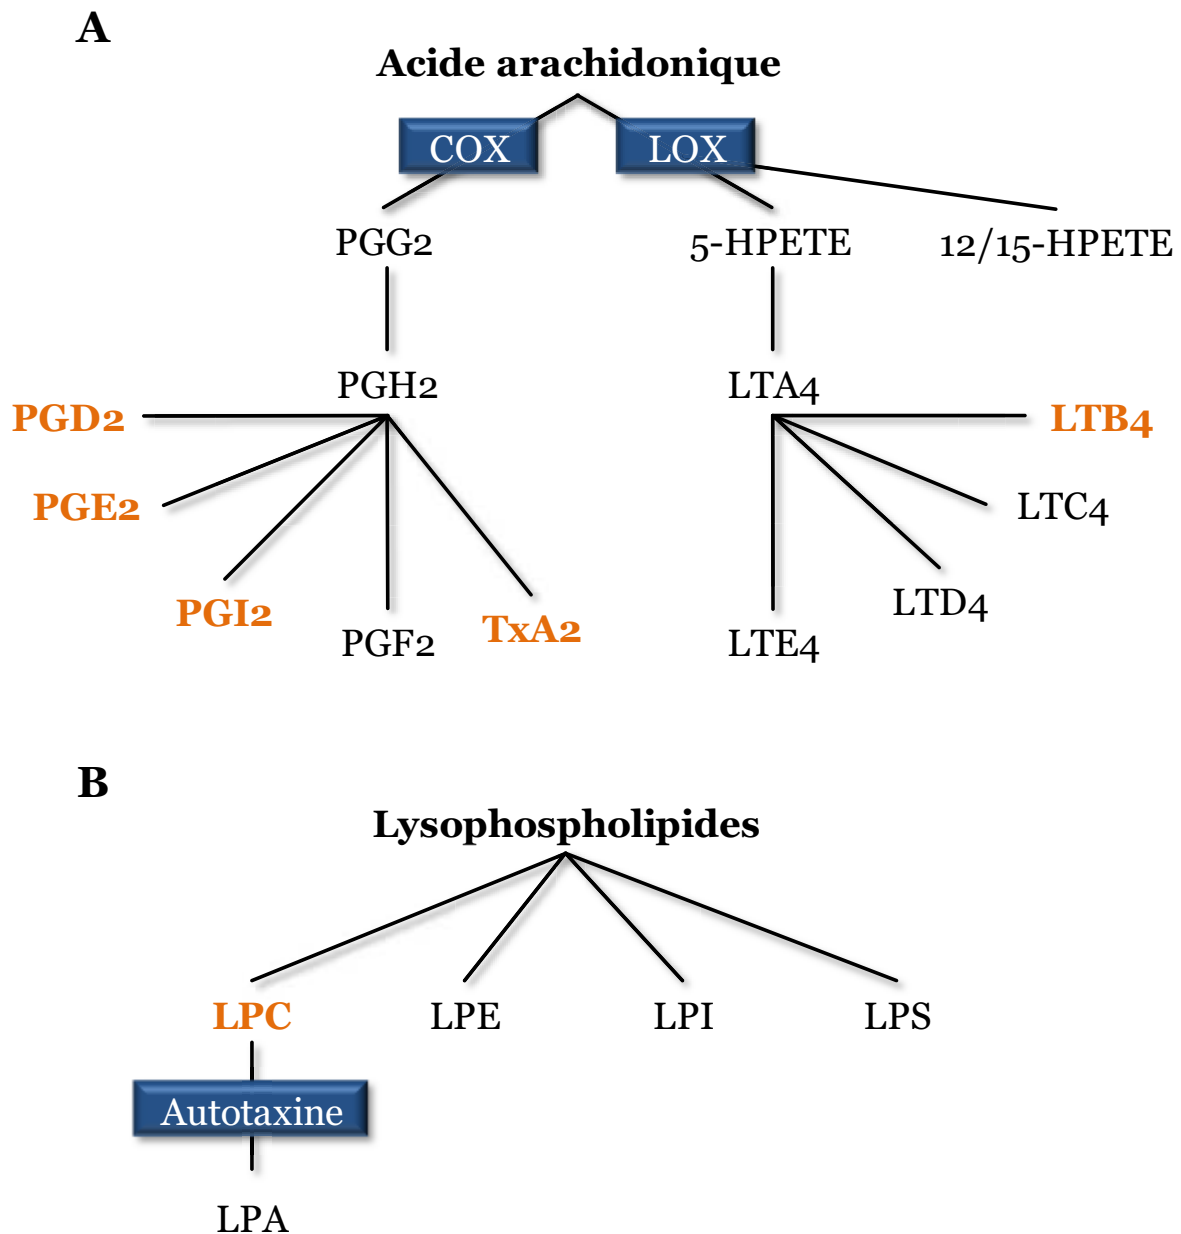 A
Acide arachidonique
COX
LOX
PGG2
5-HPETE
12/15-HPETE
PGH2
LTA4
PGD2
LTB4
PGE2
LTC4
PGI2
LTD4
TxA2
PGF2
LTE4
B
Lysophospholipides
LPC
LPE
LPI
LPS
Autotaxine
LPA